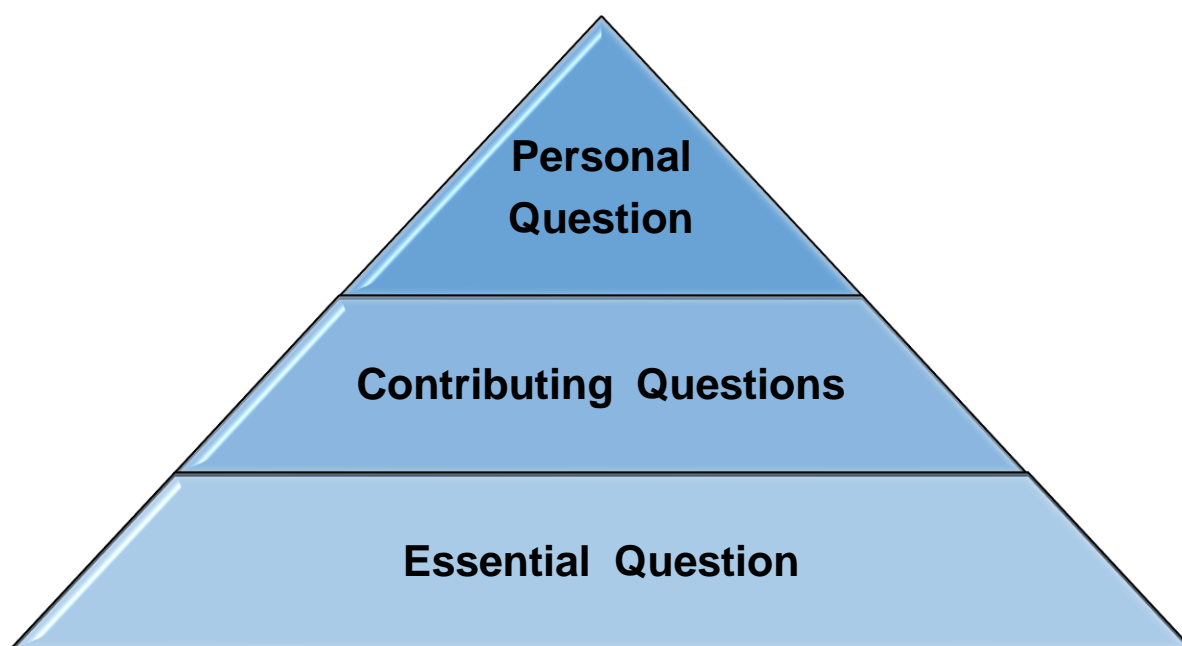 Personal
Question
Contributing Questions
Essential Question